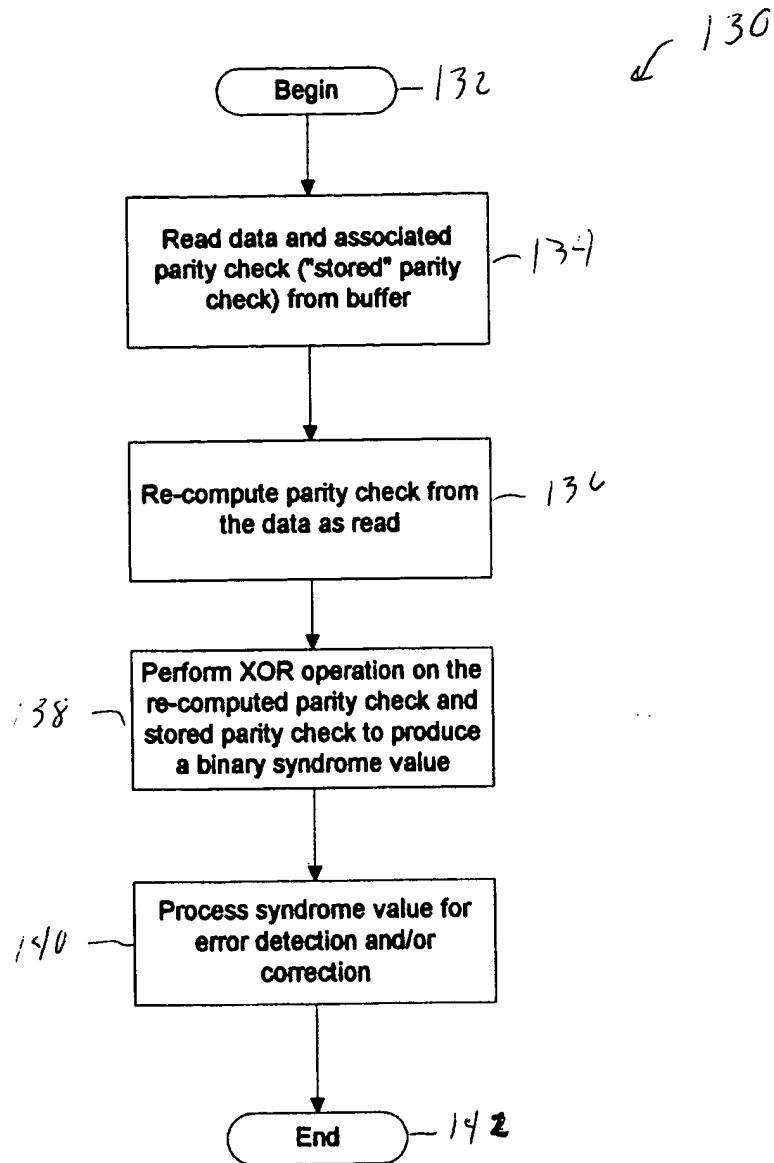 130
Begin
132
Read data and associated
parity check ("stored" parity
check) from buffer
134
Re-compute parity check from
the data as read
136
Perform XOR operation on the
re-computed parity check and
stored parity check to produce
a binary syndrome value
138
Process syndrome value for
error detection and/or
correction
140
End
142